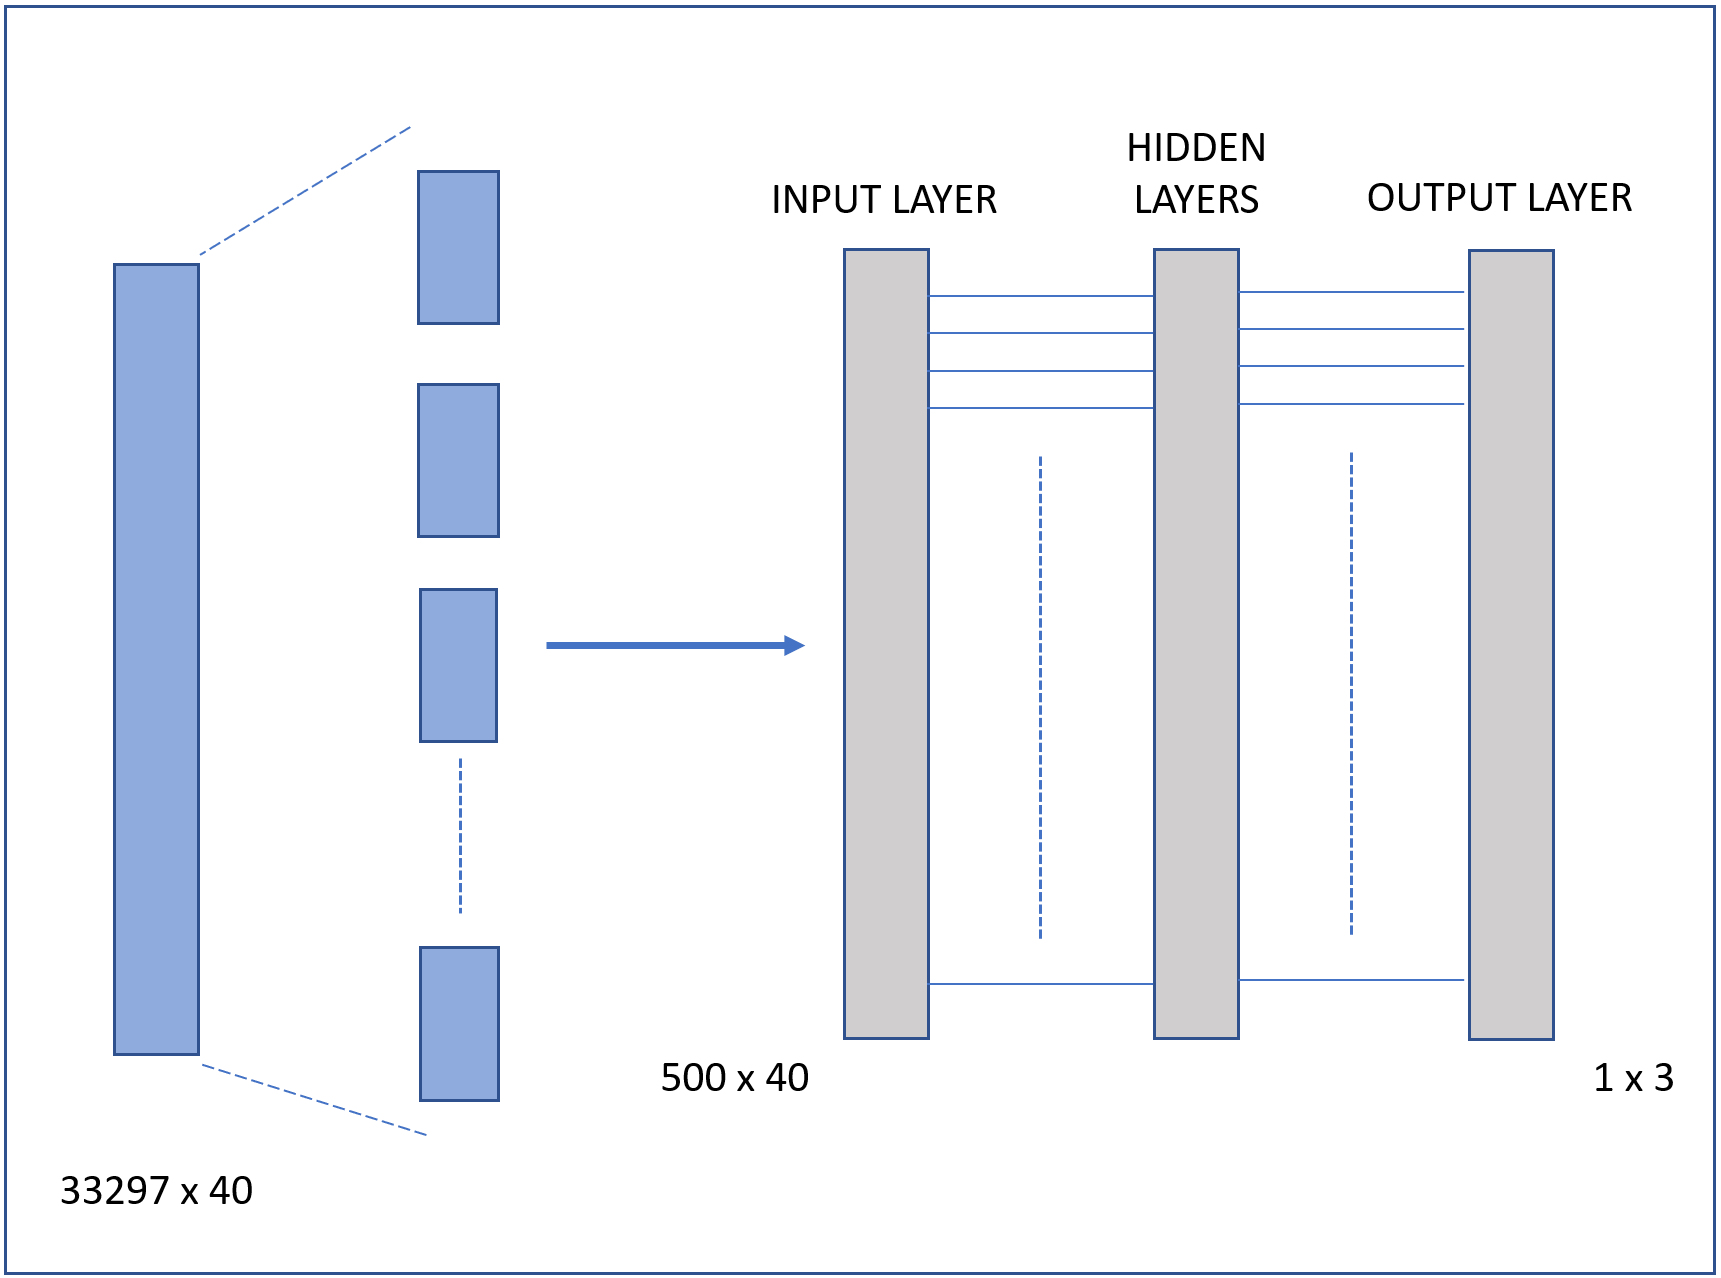 HIDDEN
LAYERS
INPUT LAYER
OUTPUT LAYER
500 x 40
1 x 3
33297 x 40